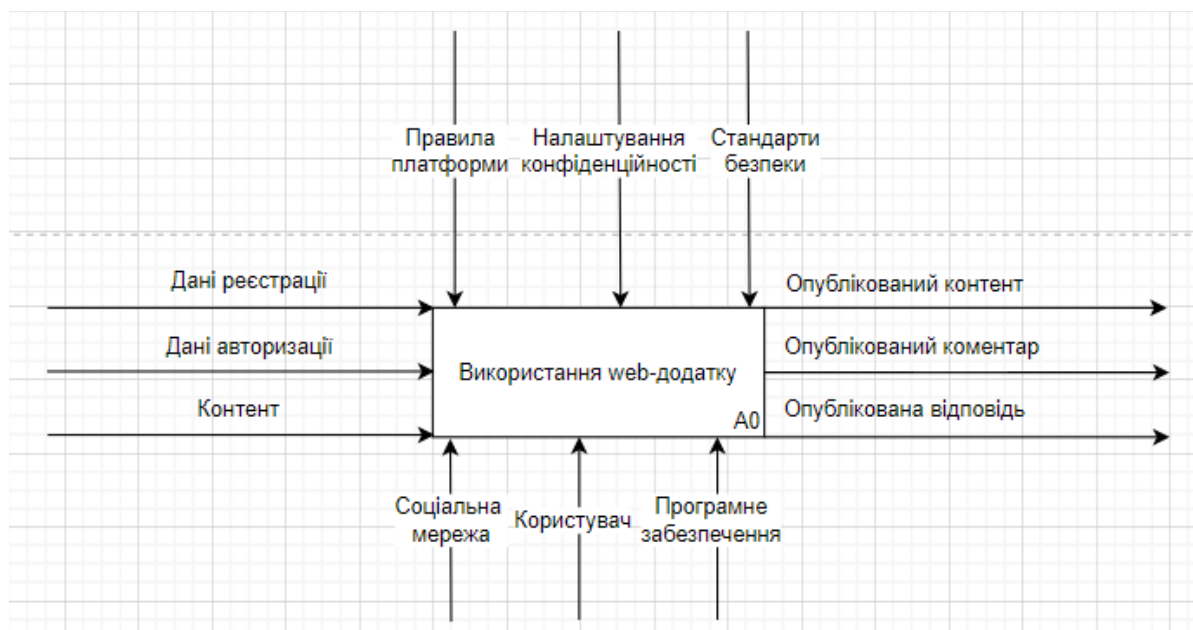 Правила
платформи
Налаштування
конфіденційності
Стандарти
безпеки
Дані реєстрації
Опублікований контент
Дані авторизації
Використання web-додатку
Опублікований коментар
Контент
A0
Опублікована відповідь
Соціальна
мережа
Користувач
Програмне
забезпечення